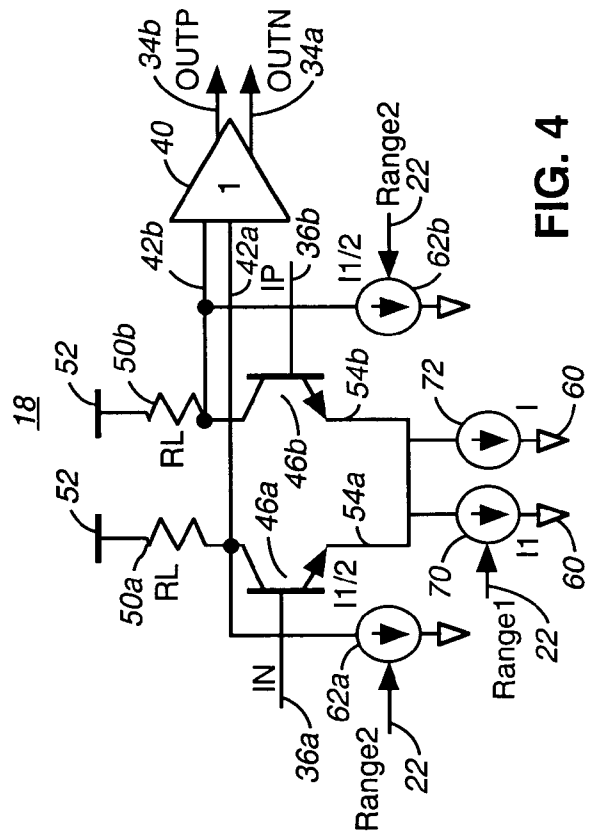 18
52
52
50a
RL
50b
RL
42b
42a
40
1
34b
OUTP
OUTN
34a
IN
36a
46a
46b
IP
36b
I1/2
I1/2
62a
62b
Range2
22
Range2
22
54a
54b
70
72
I1
I
Range1
22
60
60
FIG. 4